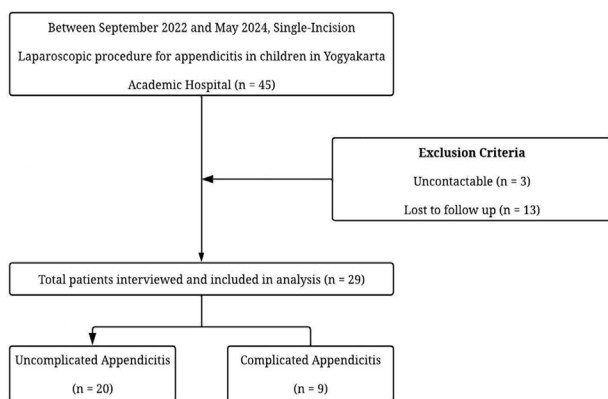 Between September 2022 and May 2024, Single-Incision
Laparoscopic procedure for appendicitis in children in Yogyakarta
Academic Hospital (n = 45)
Exclusion Criteria
Uncontactable (n = 3)
Lost to follow up (n = 13)
Total patients interviewed and included in analysis (n = 29)
Uncomplicated Appendicitis
(n = 20)
Complicated Appendicitis
(n = 9)